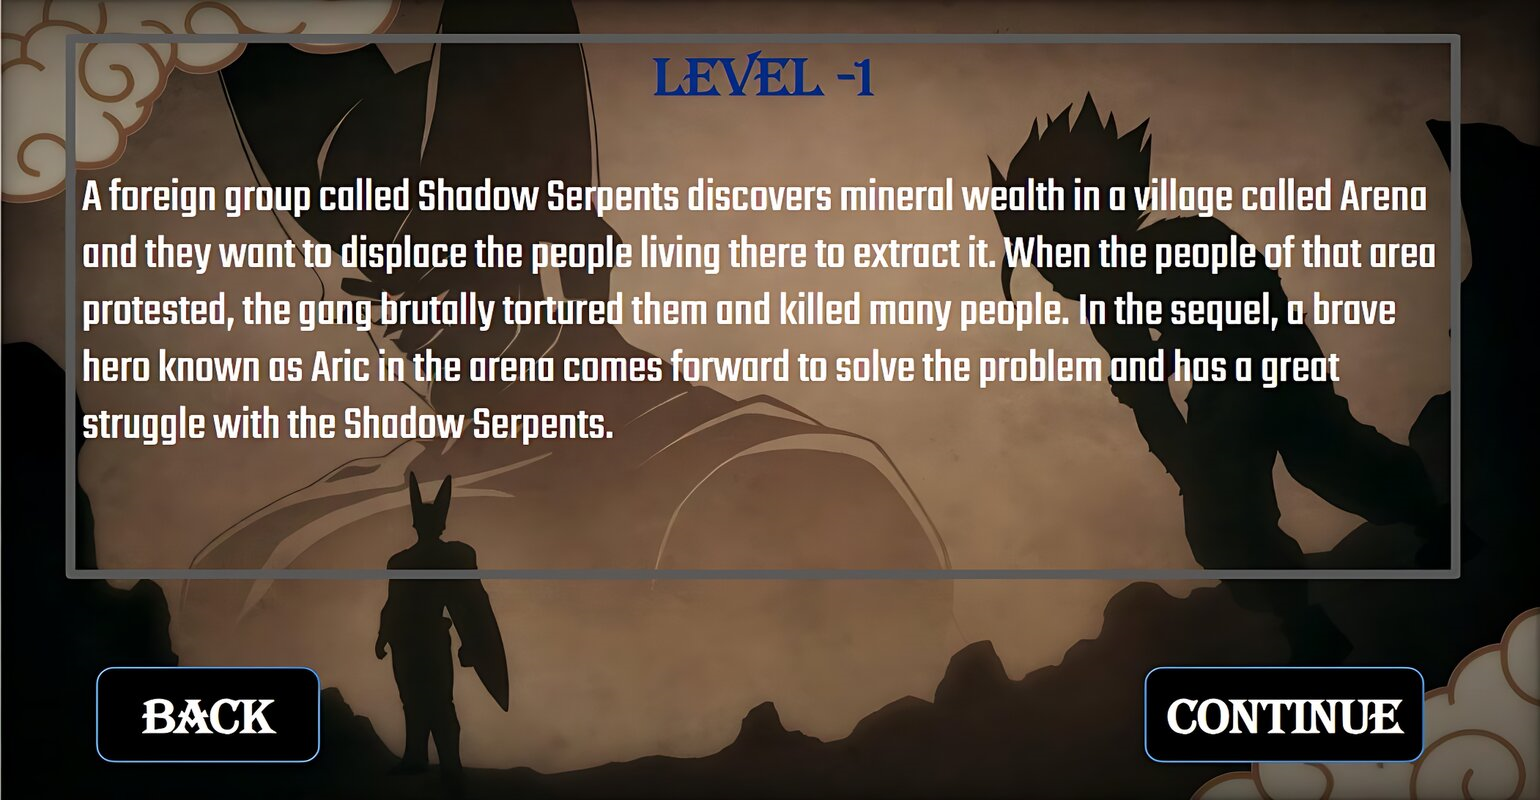 LEVEL -1
A foreign group called Shadow Serpents discovers mineral wealth in a village called Arena
and they want to displace the people living there to extract it. When the people of that area
protested, the gang brutally tortured them and killed many people. In the sequel, a brave
hero known as Aric in the arena comes forward to solve the problem and has a great
struggle with the Shadow Serpents.
BACK
CONTINUE